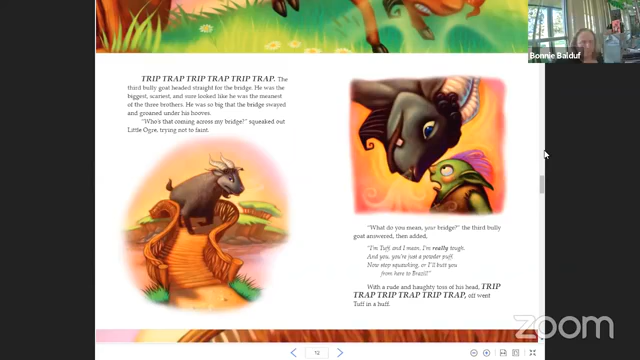 Bonnie Balduf
TRIP TRAP TRIP TRAP TRIP TRAP. The
third bully goat headed straight for the bridge. He was the
biggest, scariest, and sure looked like he was the meanest
of the three brothers. He was so big that the bridge swayed
and groaned under his hooves.
"Who's that coming across my bridge?" squeaked out
Little Ogre, trying not to faint.
"What do you mean, your bridge?" the third bully
goat answered, then added,
"I'm Tuff, and I mean, I'm really tough.
And you, you're just a powder puff.
Now stop squawking, or I'll butt you
from here to Brazil!"
With a rude and haughty toss of his head, TRIP
TRAP TRIP TRAP TRIP TRAP, off went
Tuff in a huff.
12
zoom